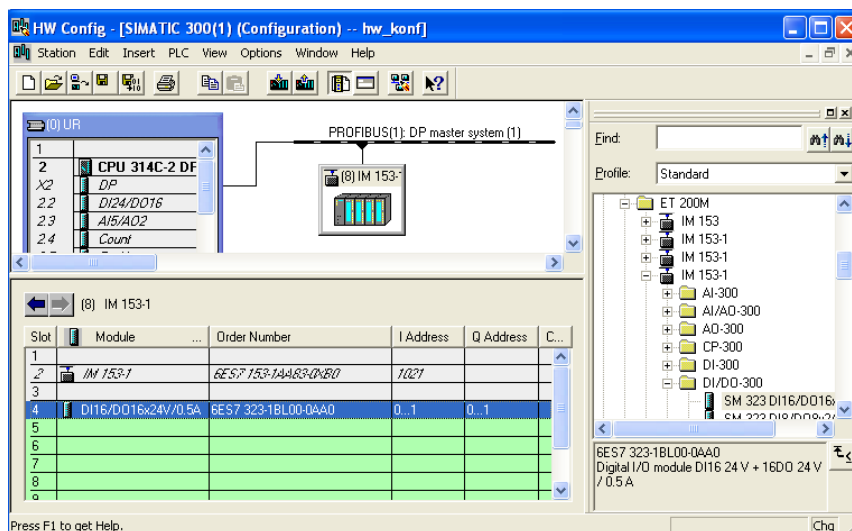 HW Config - [SIMATIC 300(1) (Configuration) -- hw_konf]
Station Edit Insert PLC View Options Window Help
(0) UR
1
2 CPU 314C-2 DF
X2 DP
2.2 DI24/DO16
2.3 AI5/AO2
2.4 Count
PROFIBUS(1): DP master system (1)
(8) IM 153-
(8) IM 153-1
Slot Module ... Order Number I Address Q Address C...
1
2 IM 153-1 6ES7 153-1AA83-0XB0 1021
3
4 DI16/DO16x24V/0.5A 6ES7 323-1BL00-0AA0 0...1 0...1
5
6
7
8
9
Find:
Profile: Standard
ET 200M
IM 153
IM 153-1
IM 153-1
IM 153-1
AI-300
AI/AO-300
AO-300
CP-300
DI-300
DI/DO-300
SM 323 DI16/DO16x
SM 323 DI8/DO8x2
6ES7 323-1BL00-0AA0
Digital I/O module DI16 24 V + 16DO 24 V
/ 0.5 A
Press F1 to get Help.
Chg